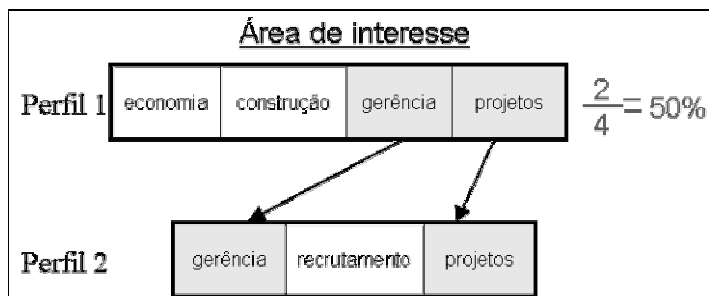 Área de interesse
Perfil 1 economia construção gerência projetos 2/4 = 50%
Perfil 2 gerência recrutamento projetos